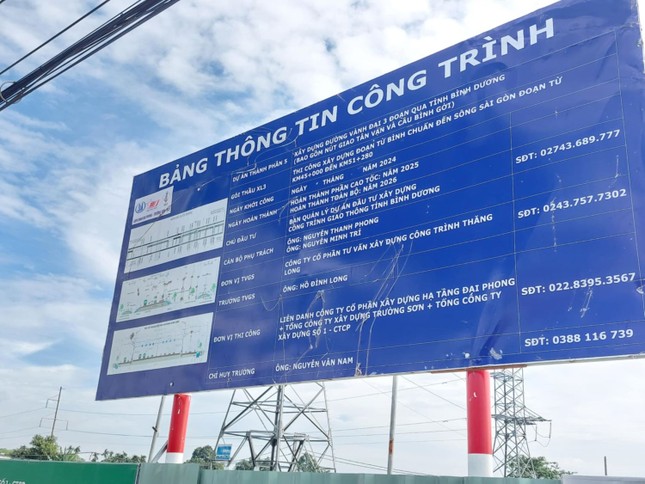 BẢNG THÔNG TIN CÔNG TRÌNH
DỰ ÁN THÀNH PHẦN 5
XÂY DỰNG ĐƯỜNG VÀNH ĐAI 3 ĐOẠN QUA TỈNH BÌNH DƯƠNG
(BAO GỒM NÚT GIAO TÂN VẠN VÀ CẦU BÌNH GỞI)
GÓI THẦU XL3
THI CÔNG XÂY DỰNG ĐOẠN TỪ BÌNH CHUẨN ĐẾN SÔNG SÀI GÒN ĐOẠN TỪ
KM45+000 ĐẾN KM51+280
NGÀY KHỞI CÔNG
NGÀY THÁNG NĂM 2024
NGÀY HOÀN THÀNH
HOÀN THÀNH PHẦN CAO TỐC: NĂM 2025
HOÀN THÀNH TOÀN BỘ: NĂM 2026
CHỦ ĐẦU TƯ
BAN QUẢN LÝ DỰ ÁN ĐẦU TƯ XÂY DỰNG
CÔNG TRÌNH GIAO THÔNG TỈNH BÌNH DƯƠNG
SĐT: 02743.689.777
CÁN BỘ PHỤ TRÁCH
ÔNG: NGUYỄN THANH PHONG
ÔNG: NGUYỄN MINH TRÍ
ĐƠN VỊ TVGS
CÔNG TY CỔ PHẦN TƯ VẤN XÂY DỰNG CÔNG TRÌNH THĂNG
LONG
SĐT: 0243.757.7302
TRƯỞNG TVGS
ÔNG: HỒ ĐÌNH LONG
ĐƠN VỊ THI CÔNG
LIÊN DANH CÔNG TY CỔ PHẦN XÂY DỰNG HẠ TẦNG ĐẠI PHONG
+ TỔNG CÔNG TY XÂY DỰNG TRƯỜNG SƠN + TỔNG CÔNG TY
XÂY DỰNG SỐ 1 - CTCP
SĐT: 022.8395.3567
CHỈ HUY TRƯỞNG
ÔNG: NGUYỄN VĂN NAM
SĐT: 0388 116 739